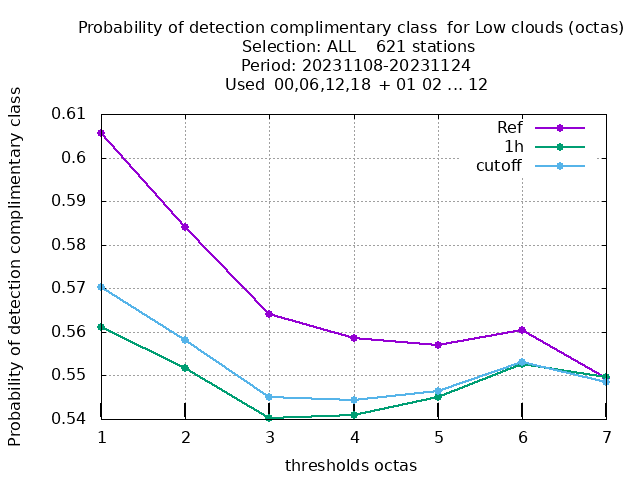 Probability of detection complimentary class  for Low clouds (octas)
Selection: ALL    621 stations
Period: 20231108-20231124
Used  00,06,12,18  + 01 02 ... 12
Probability of detection complimentary class
0.61
0.6
0.59
0.58
0.57
0.56
0.55
0.54
Ref
1h
cutoff
1 2 3 4 5 6 7
thresholds octas